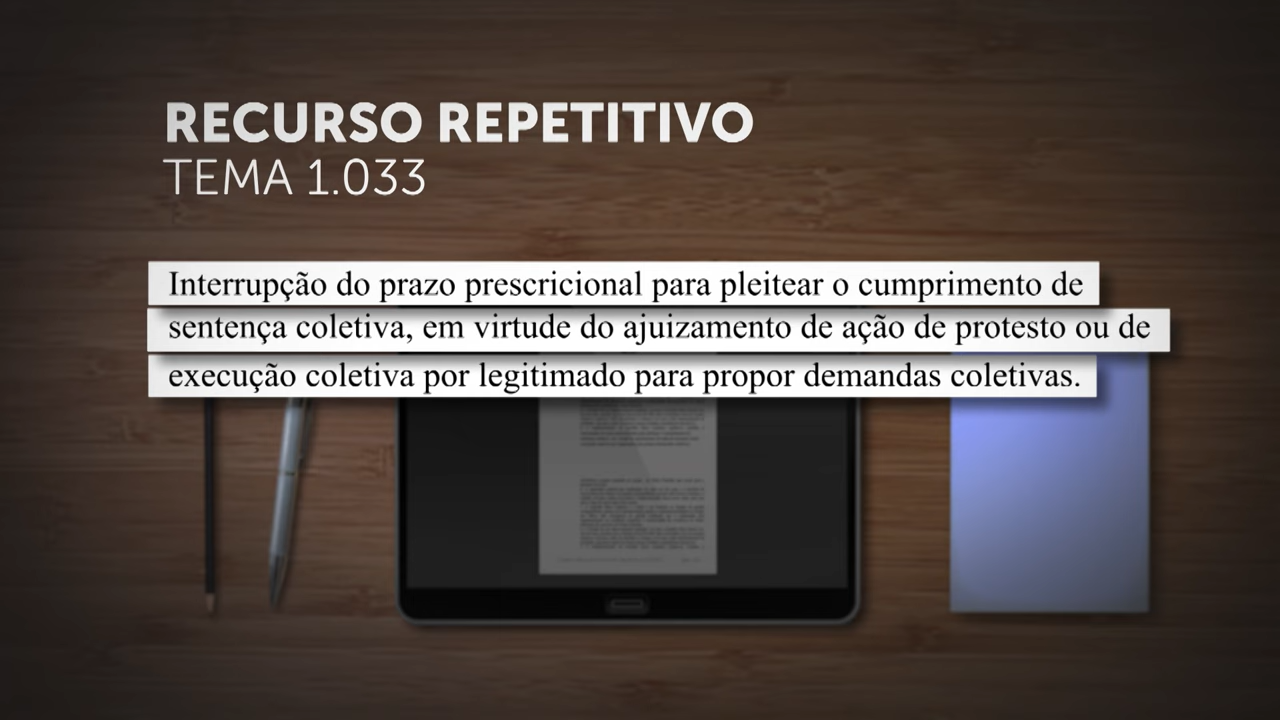 RECURSO REPETITIVO
TEMA 1.033
Interrupção do prazo prescricional para pleitear o cumprimento de
sentença coletiva, em virtude do ajuizamento de ação de protesto ou de
execução coletiva por legitimado para propor demandas coletivas.